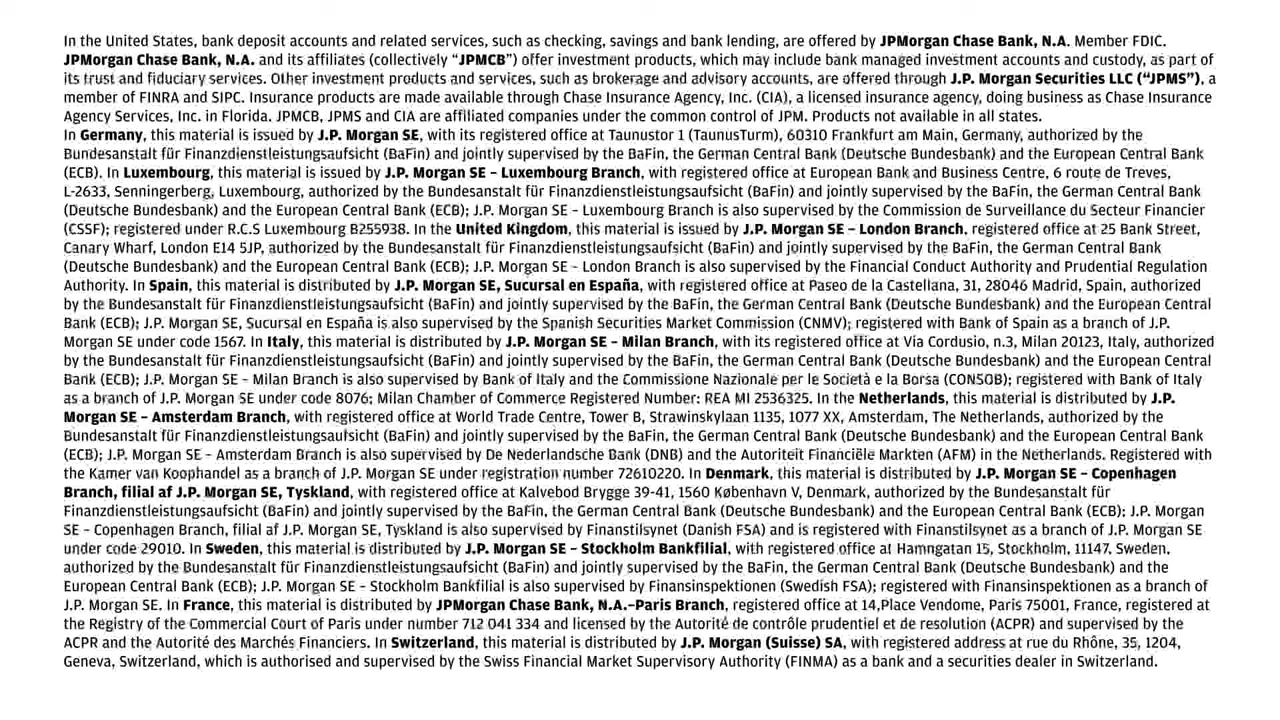 In the United States, bank deposit accounts and related services, such as checking, savings and bank lending, are offered by JPMorgan Chase Bank, N.A. Member FDIC.
JPMorgan Chase Bank, N.A. and its affiliates (collectively “JPMCB”) offer investment products, which may include bank managed investment accounts and custody, as part of
its trust and fiduciary services. Other investment products and services, such as brokerage and advisory accounts, are offered through J.P. Morgan Securities LLC (“JPMS”), a
member of FINRA and SIPC. Insurance products are made available through Chase Insurance Agency, Inc. (CIA), a licensed insurance agency, doing business as Chase Insurance
Agency Services, Inc. in Florida. JPMCB, JPMS and CIA are affiliated companies under the common control of JPM. Products not available in all states.
In Germany, this material is issued by J.P. Morgan SE, with its registered office at Taunustor 1 (TaunusTurm), 60310 Frankfurt am Main, Germany, authorized by the
Bundesanstalt für Finanzdienstleistungsaufsicht (BaFin) and jointly supervised by the BaFin, the German Central Bank (Deutsche Bundesbank) and the European Central Bank
(ECB). In Luxembourg, this material is issued by J.P. Morgan SE – Luxembourg Branch, with registered office at European Bank and Business Centre, 6 route de Treves,
L-2633, Senningerberg, Luxembourg, authorized by the Bundesanstalt für Finanzdienstleistungsaufsicht (BaFin) and jointly supervised by the BaFin, the German Central Bank
(Deutsche Bundesbank) and the European Central Bank (ECB); J.P. Morgan SE – Luxembourg Branch is also supervised by the Commission de Surveillance du Secteur Financier
(CSSF); registered under R.C.S Luxembourg B255938. In the United Kingdom, this material is issued by J.P. Morgan SE – London Branch, registered office at 25 Bank Street,
Canary Wharf, London E14 5JP, authorized by the Bundesanstalt für Finanzdienstleistungsaufsicht (BaFin) and jointly supervised by the BaFin, the German Central Bank
(Deutsche Bundesbank) and the European Central Bank (ECB); J.P. Morgan SE – London Branch is also supervised by the Financial Conduct Authority and Prudential Regulation
Authority. In Spain, this material is distributed by J.P. Morgan SE, Sucursal en España, with registered office at Paseo de la Castellana, 31, 28046 Madrid, Spain, authorized
by the Bundesanstalt für Finanzdienstleistungsaufsicht (BaFin) and jointly supervised by the BaFin, the German Central Bank (Deutsche Bundesbank) and the European Central
Bank (ECB); J.P. Morgan SE, Sucursal en España is also supervised by the Spanish Securities Market Commission (CNMV); registered with Bank of Spain as a branch of J.P.
Morgan SE under code 1567. In Italy, this material is distributed by J.P. Morgan SE – Milan Branch, with its registered office at Via Cordusio, n.3, Milan 20123, Italy, authorized
by the Bundesanstalt für Finanzdienstleistungsaufsicht (BaFin) and jointly supervised by the BaFin, the German Central Bank (Deutsche Bundesbank) and the European Central
Bank (ECB); J.P. Morgan SE – Milan Branch is also supervised by Bank of Italy and the Commissione Nazionale per le Società e la Borsa (CONSOB); registered with Bank of Italy
as a branch of J.P. Morgan SE under code 8076; Milan Chamber of Commerce Registered Number: REA MI 2536325. In the Netherlands, this material is distributed by J.P.
Morgan SE – Amsterdam Branch, with registered office at World Trade Centre, Tower B, Strawinskylaan 1135, 1077 XX, Amsterdam, The Netherlands, authorized by the
Bundesanstalt für Finanzdienstleistungsaufsicht (BaFin) and jointly supervised by the BaFin, the German Central Bank (Deutsche Bundesbank) and the European Central Bank
(ECB); J.P. Morgan SE – Amsterdam Branch is also supervised by De Nederlandsche Bank (DNB) and the Autoriteit Financiële Markten (AFM) in the Netherlands. Registered with
the Kamer van Koophandel as a branch of J.P. Morgan SE under registration number 72610220. In Denmark, this material is distributed by J.P. Morgan SE – Copenhagen
Branch, filial af J.P. Morgan SE, Tyskland, with registered office at Kalvebod Brygge 39-41, 1560 København V, Denmark, authorized by the Bundesanstalt für
Finanzdienstleistungsaufsicht (BaFin) and jointly supervised by the BaFin, the German Central Bank (Deutsche Bundesbank) and the European Central Bank (ECB); J.P. Morgan
SE – Copenhagen Branch, filial af J.P. Morgan SE, Tyskland is also supervised by Finanstilsynet (Danish FSA) and is registered with Finanstilsynet as a branch of J.P. Morgan SE
under code 29010. In Sweden, this material is distributed by J.P. Morgan SE – Stockholm Bankfilial, with registered office at Hamngatan 15, Stockholm, 11147, Sweden,
authorized by the Bundesanstalt für Finanzdienstleistungsaufsicht (BaFin) and jointly supervised by the BaFin, the German Central Bank (Deutsche Bundesbank) and the
European Central Bank (ECB); J.P. Morgan SE – Stockholm Bankfilial is also supervised by Finansinspektionen (Swedish FSA); registered with Finansinspektionen as a branch of
J.P. Morgan SE. In France, this material is distributed by JPMorgan Chase Bank, N.A.–Paris Branch, registered office at 14,Place Vendome, Paris 75001, France, registered at
the Registry of the Commercial Court of Paris under number 712 041 334 and licensed by the Autorité de contrôle prudentiel et de resolution (ACPR) and supervised by the
ACPR and the Autorité des Marchés Financiers. In Switzerland, this material is distributed by J.P. Morgan (Suisse) SA, with registered address at rue du Rhône, 35, 1204,
Geneva, Switzerland, which is authorised and supervised by the Swiss Financial Market Supervisory Authority (FINMA) as a bank and a securities dealer in Switzerland.